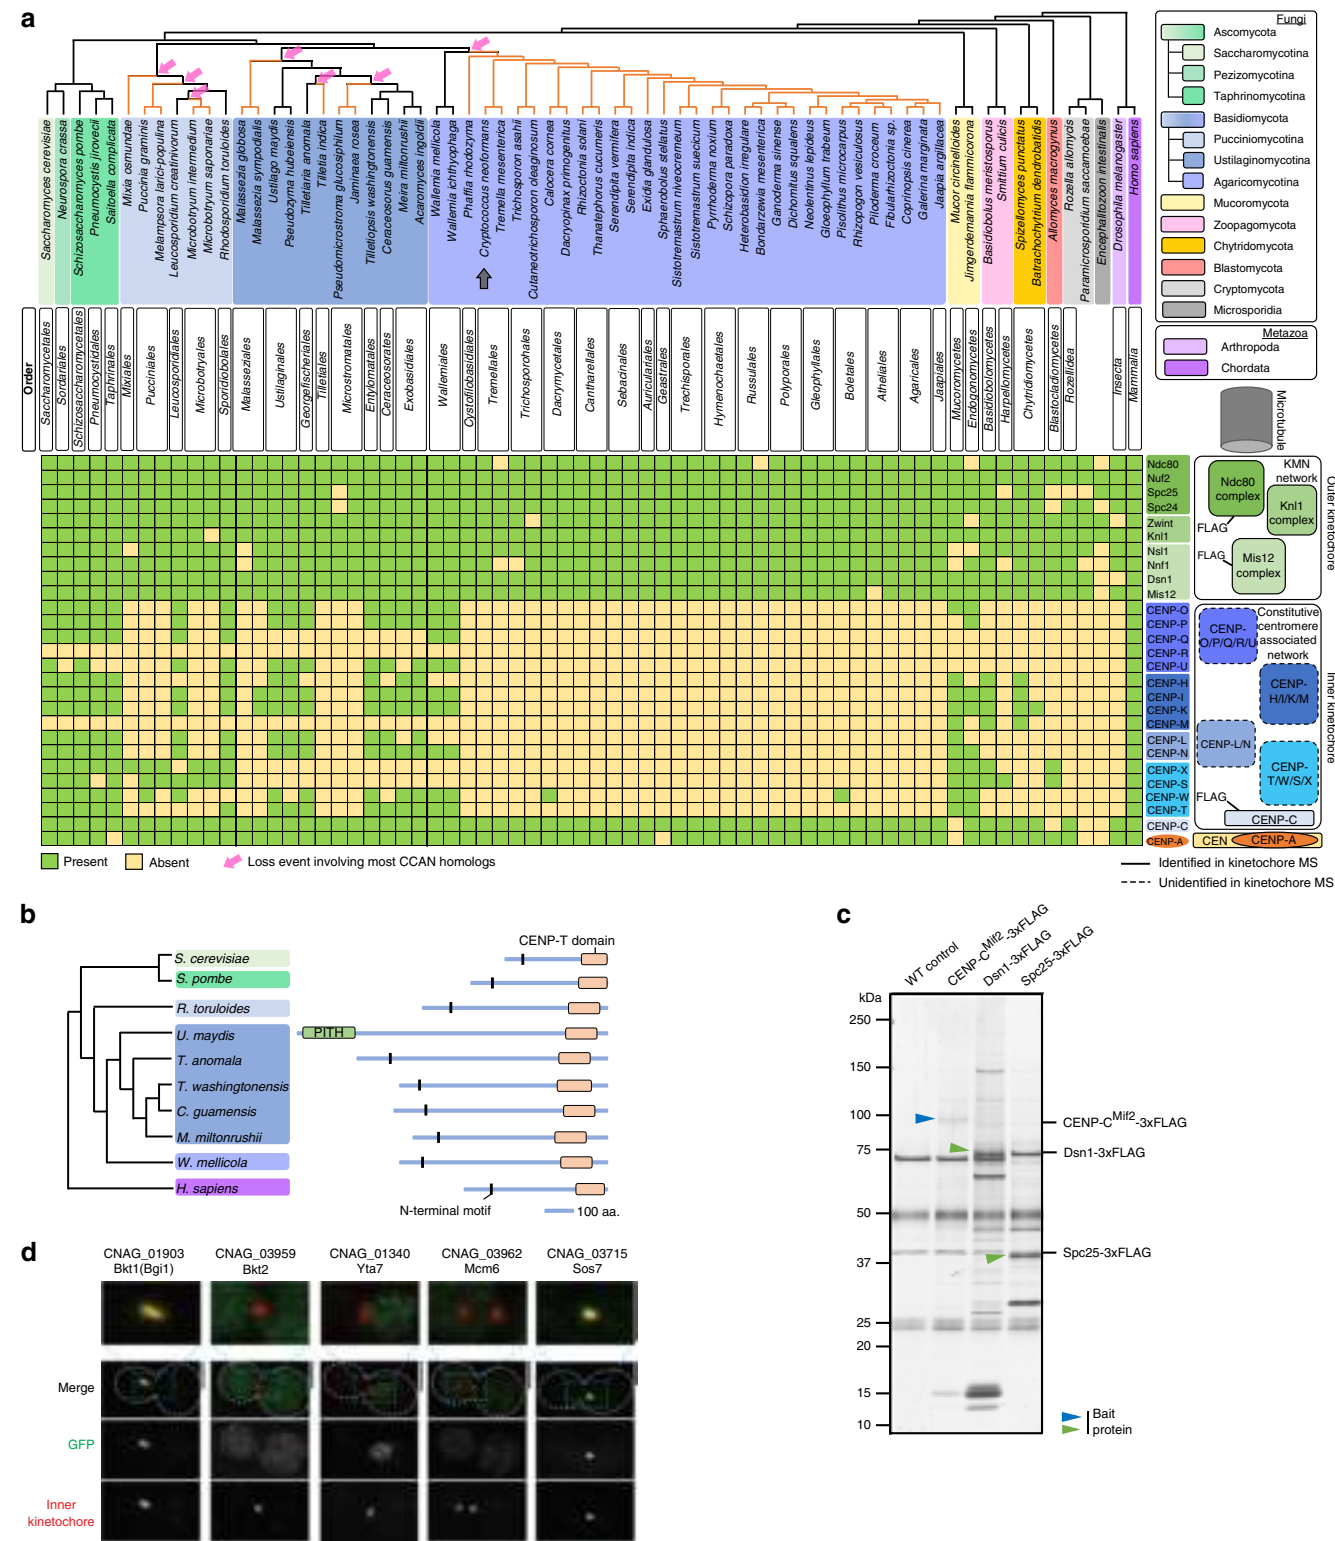 a
Saccharomyces cerevisiae
Neurospora crassa
Schizosaccharomyces pombe
Pneumocystis jirovecii
Saitoella complicata
Mixia osmundae
Puccinia graminis
Melampsora larici-populina
Leucosporidium creatinivorum
Microbotryum intermedium
Microbotryum saponariae
Rhodosporidium toruloides
Malassezia globosa
Malassezia sympodialis
Ustilago maydis
Pseudozyma hubeiensis
Tilletiaria anomala
Tilletia indica
Pseudomicrostroma glucosiphilum
Jaminaea rosea
Tilletiopsis washingtonensis
Ceraceosorus guamensis
Meira miltonrushii
Acaromyces ingoldii
Wallemia mellicola
Wallemia ichthyophaga
Phaffia rhodozyma
Cryptococcus neoformans
Tremella mesenterica
Trichosporon asahii
Cutaneotrichosporon oleaginosum
Calocera cornea
Dacryopinax primogenitus
Rhizoctonia solani
Thanatephorus cucumeris
Serendipita vermifera
Serendipita indica
Exidia glandulosa
Sphaerobolus stellatus
Sistotremastrum niveocremeum
Sistotremastrum suecicum
Pyrrhoderma noxium
Schizopora paradoxa
Heterobasidion irregulare
Bondarzewia mesenterica
Ganoderma sinense
Dichomitus squalens
Neolentinus lepideus
Gloeophyllum trabeum
Pisolithus microcarpus
Rhizopogon vesiculosus
Piloderma croceum
Fibularhizoctonia sp.
Coprinopsis cinerea
Galerina marginata
Jaapia argillacea
Mucor circinelloides
Jimgerdemannia flammicorona
Basidiobolus meristosporus
Smittium culicis
Spizellomyces punctatus
Batrachochytrium dendrobatidis
Allomyces macrogynus
Rozella allomycis
Paramicrosporidium saccamoebae
Encephalitozoon intestinalis
Drosophila melanogaster
Homo sapiens
Fungi
Ascomycota
Saccharomycotina
Pezizomycotina
Taphrinomycotina
Basidiomycota
Pucciniomycotina
Ustilaginomycotina
Agaricomycotina
Mucoromycota
Zoopagomycota
Chytridomycota
Blastomycota
Cryptomycota
Microsporidia
Metazoa
Arthropoda
Chordata
Order
Saccharomycetales
Sordariales
Schizosaccharomycetales
Pneumocystidales
Taphrinales
Mixiales
Pucciniales
Leucosporidiales
Microbotryales
Sporidiobolales
Malasseziales
Ustilaginales
Georgefischeriales
Tilletiales
Microstromatales
Entylomatales
Ceraceosorates
Exobasidiales
Wallemiales
Cystofilobasidiales
Tremellales
Trichosporonales
Dacrymycetales
Cantharellales
Sebacinales
Auriculariales
Geastrales
Trechisporales
Hymenochaetales
Russulales
Polyporales
Gleophyllales
Boletales
Atheliales
Agaricales
Jaapiales
Mucoromycetes
Endogonomycetes
Basidiobolomycetes
Harpellomycetes
Chytridiomycetes
Blastocladiomycetes
Rozellidea
Insecta
Mammalia
Microtubule
Ndc80
Nuf2
Spc25
Spc24
Zwint
Knl1
Nsl1
Nnf1
Dsn1
Mis12
CENP-O
CENP-P
CENP-Q
CENP-R
CENP-U
CENP-H
CENP-I
CENP-K
CENP-M
CENP-L
CENP-N
CENP-X
CENP-S
CENP-W
CENP-T
CENP-C
CENP-A
Ndc80 complex
KMN network
Knl1 complex
FLAG
FLAG
Mis12 complex
Outer kinetochore
CENP-O/P/Q/R/U
Constitutive centromere associated network
CENP-H/I/K/M
CENP-L/N
CENP-T/W/S/X
FLAG
CENP-C
Inner kinetochore
CEN
CENP-A
Present
Absent
Loss event involving most CCAN homologs
Identified in kinetochore MS
Unidentified in kinetochore MS
b
CENP-T domain
S. cerevisiae
S. pombe
R. toruloides
U. maydis
PITH
T. anomala
T. washingtonensis
C. guamensis
M. miltonrushii
W. mellicola
H. sapiens
N-terminal motif
100 aa.
c
WT control
CENP-C^Mif2-3xFLAG
Dsn1-3xFLAG
Spc25-3xFLAG
kDa
250
150
100
75
50
37
25
20
15
10
CENP-C^Mif2-3xFLAG
Dsn1-3xFLAG
Spc25-3xFLAG
Bait
protein
d
CNAG_01903
Bkt1(Bgi1)
CNAG_03959
Bkt2
CNAG_01340
Yta7
CNAG_03962
Mcm6
CNAG_03715
Sos7
Merge
GFP
Inner
kinetochore